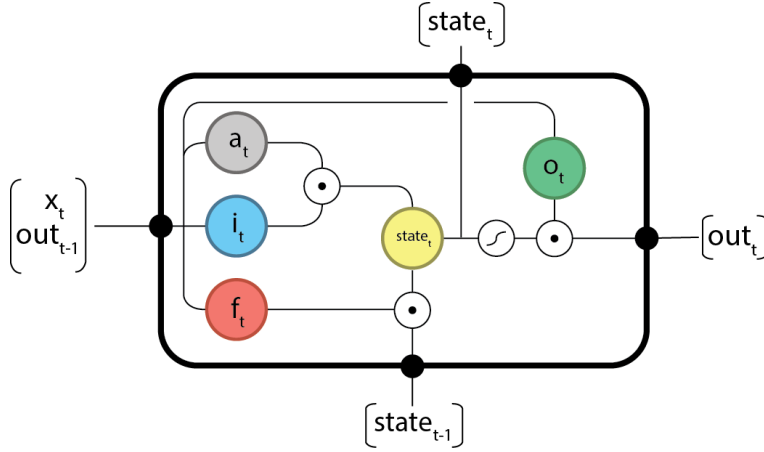 [state_t]
a_t
o_t
[x_t
out_t-1]
i_t
state_t
[out_t]
f_t
[state_t-1]